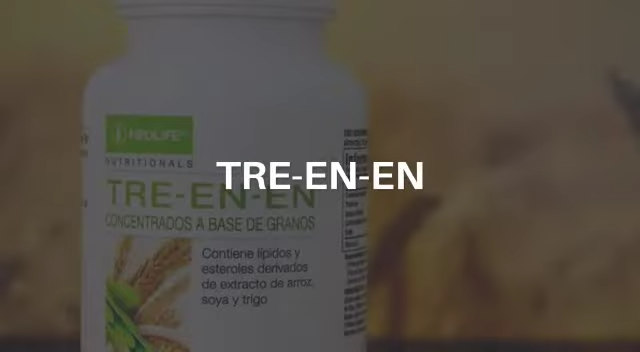 NEOLIFE
NUTRITIONALS
TRE-EN-EN
TRE-EN-EN
CONCENTRADOS A BASE DE GRANOS
Contiene lípidos y
esteroles derivados
de extracto de arroz,
soya y trigo